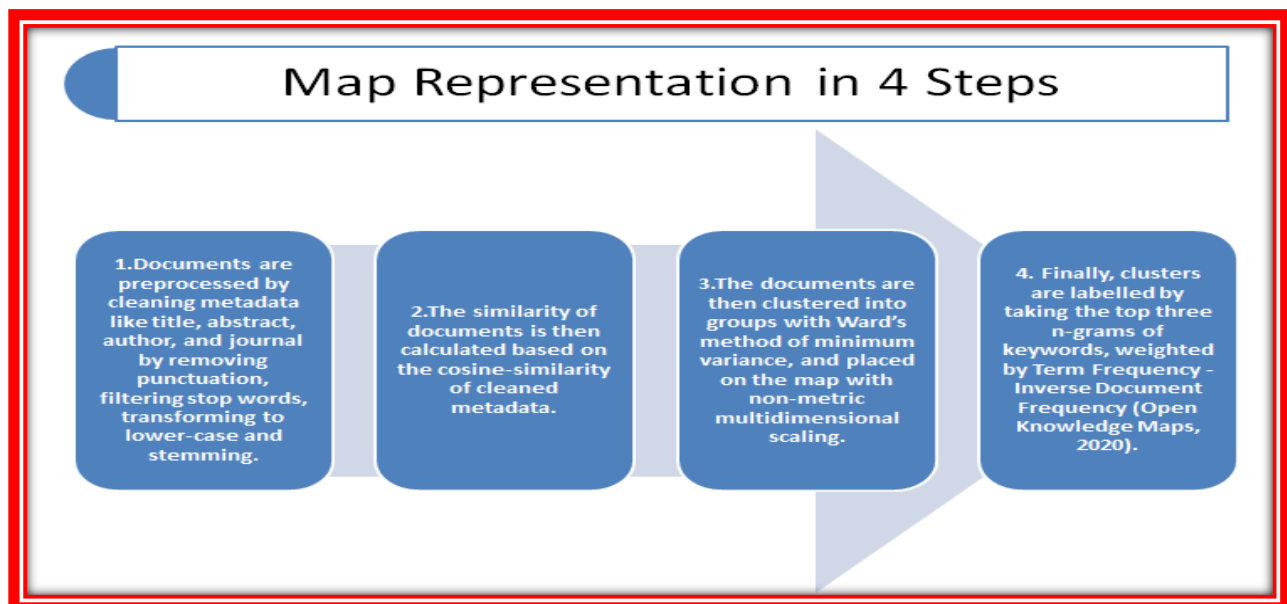 Map Representation in 4 Steps
1.Documents are
preprocessed by
cleaning metadata
like title, abstract,
author, and journal
by removing
punctuation,
filtering stop words,
transforming to
lower-case and
stemming.
2.The similarity of
documents is then
calculated based on
the cosine-similarity
of cleaned
metadata.
3.The documents are
then clustered into
groups with Ward’s
method of minimum
variance, and placed
on the map with
non-metric
multidimensional
scaling.
4. Finally, clusters
are labelled by
taking the top three
n-grams of
keywords, weighted
by Term Frequency -
Inverse Document
Frequency (Open
Knowledge Maps,
2020).